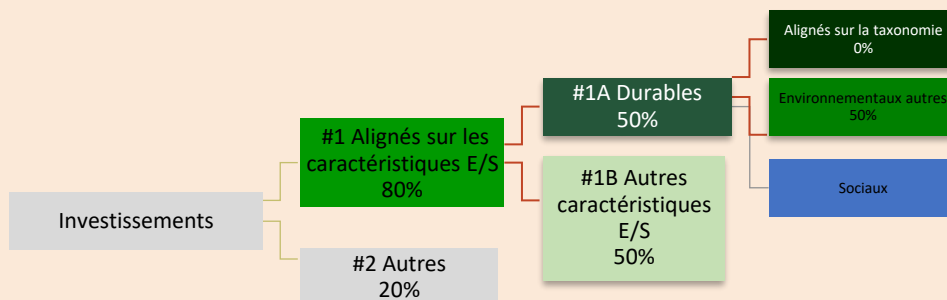 Investissements
#1 Alignés sur les
caractéristiques E/S
80%
#2 Autres
20%
#1A Durables
50%
#1B Autres
caractéristiques
E/S
50%
Alignés sur la taxonomie
0%
Environnementaux autres
50%
Sociaux